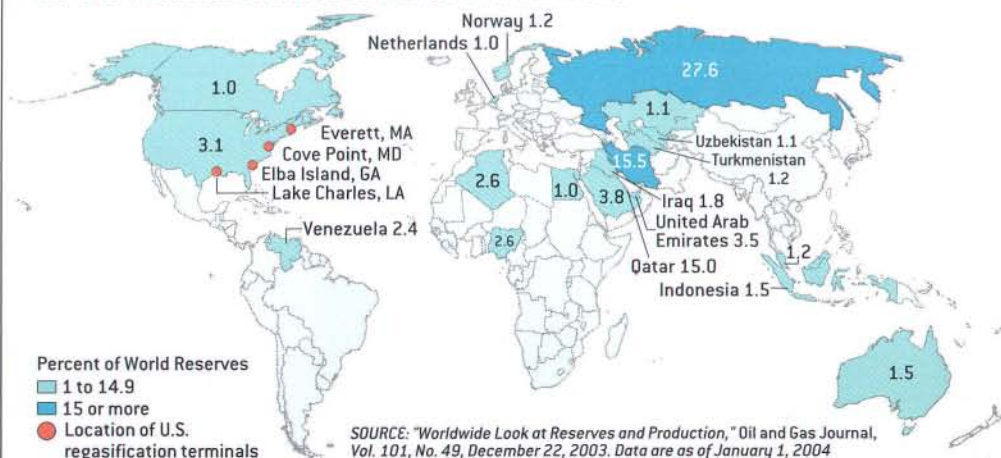 Norway 1.2
Netherlands 1.0
27.6
1.0
1.1
3.1
Everett, MA
Cove Point, MD
Elba Island, GA
Lake Charles, LA
Uzbekistan 1.1
Turkmenistan
1.2
15.5
2.6
1.0
3.8
Iraq 1.8
United Arab
Emirates 3.5
Venezuela 2.4
2.6
Qatar 15.0
1.2
Indonesia 1.5
1.5
Percent of World Reserves
1 to 14.9
15 or more
Location of U.S.
regasification terminals
SOURCE: "Worldwide Look at Reserves and Production," Oil and Gas Journal,
Vol. 101, No. 49, December 22, 2003. Data are as of January 1, 2004